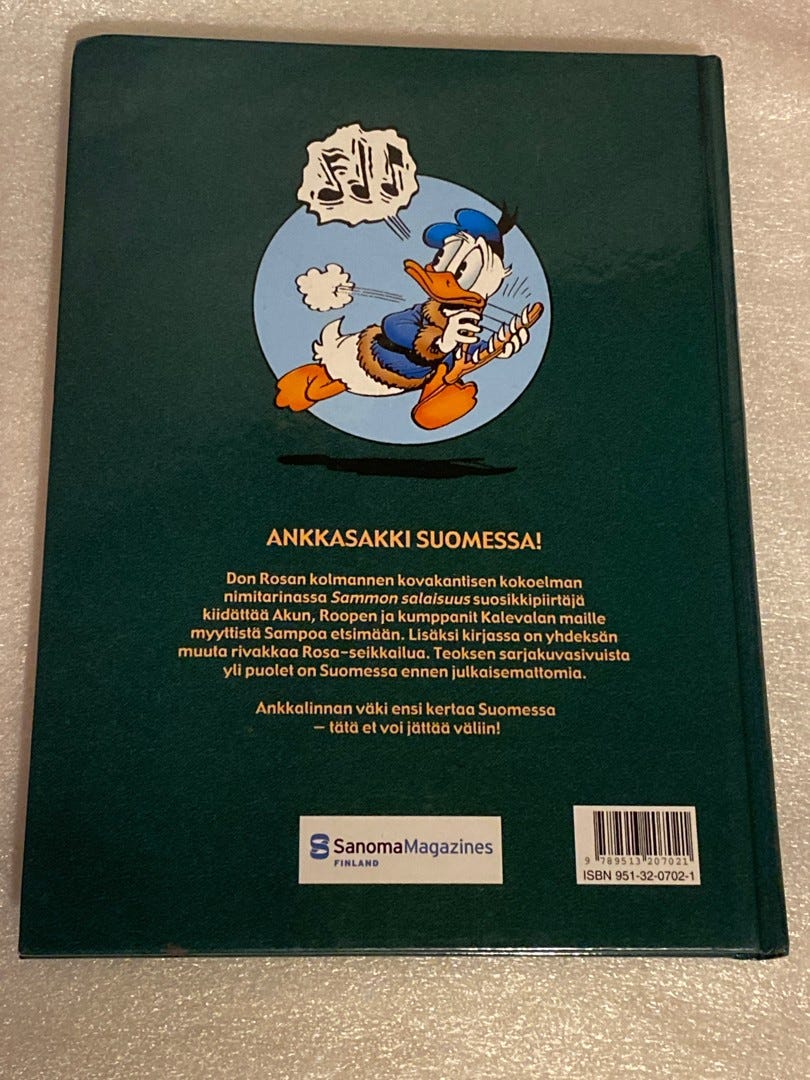 ANKKASAKKI SUOMESSA!
Don Rosan kolmannen kovakantisen kokoelman
nimitarinassa Sammon salaisuus suosikkipiirtäjä
kiidättää Akun, Roopen ja kumppanit Kalevalan maille
myyttistä Sampoa etsimään. Lisäksi kirjassa on yhdeksän
muuta rivakkaa Rosa-seikkailua. Teoksen sarjakuvasivuista
yli puolet on Suomessa ennen julkaisemattomia.
Ankkalinnan väki ensi kertaa Suomessa
– tätä et voi jättää väliin!
SanomaMagazines
FINLAND
9 789513 207021
ISBN 951-32-0702-1